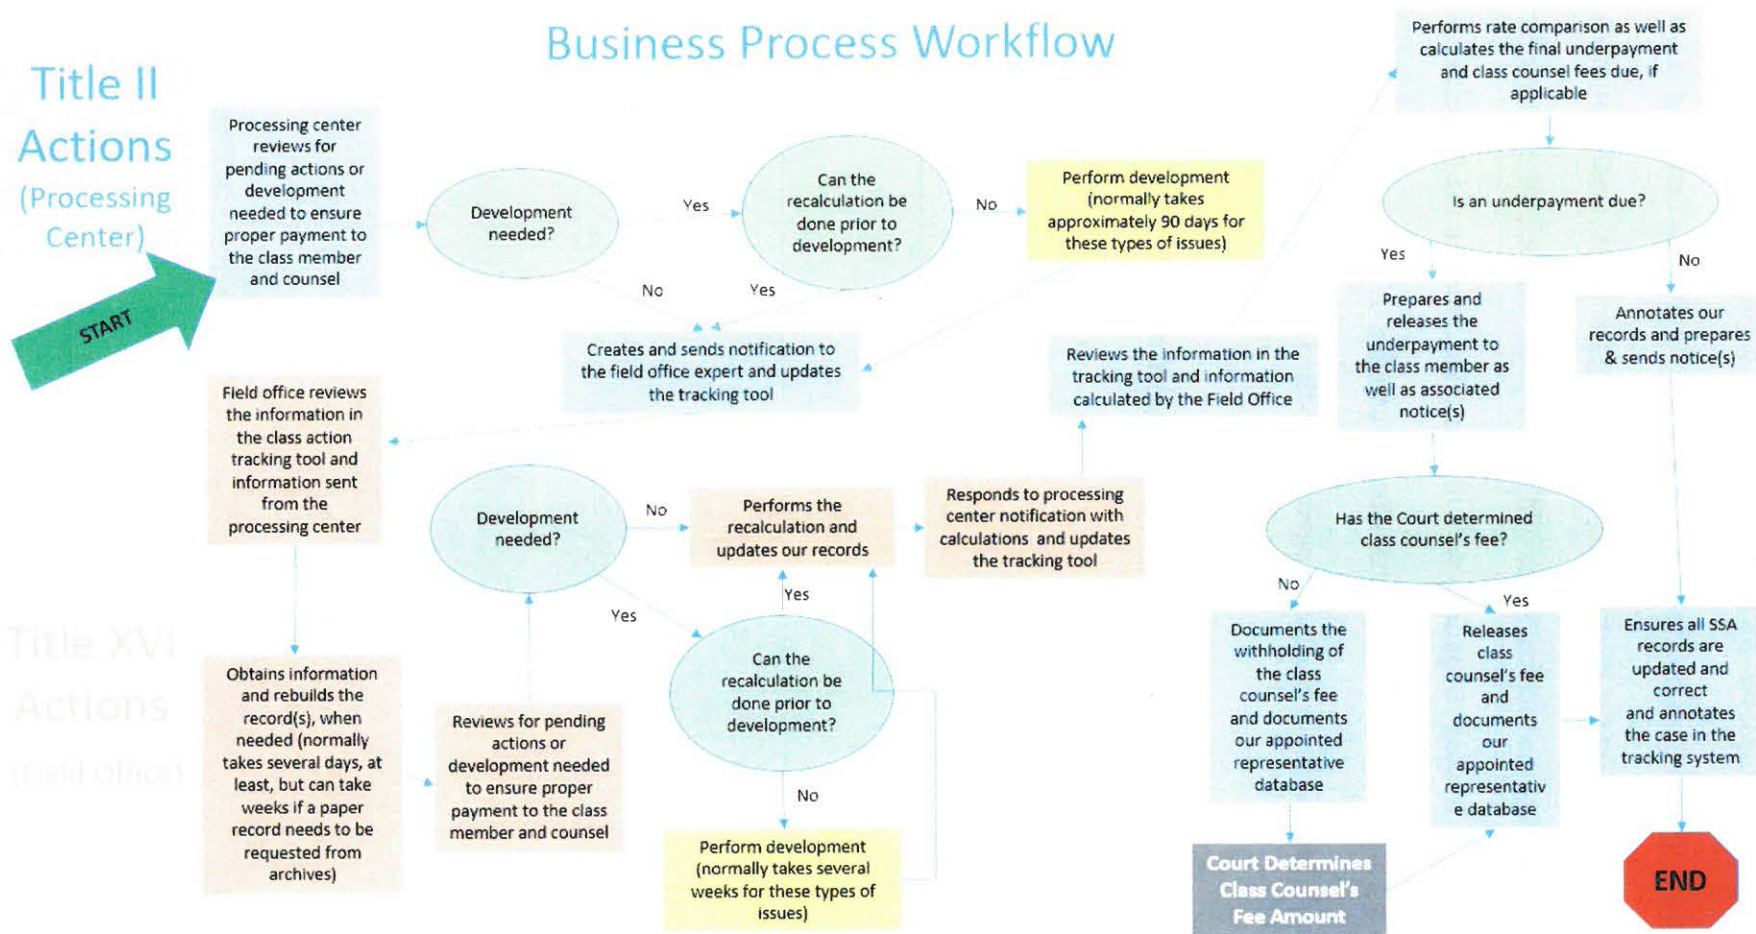 Business Process Workflow
Title II
Actions
(Processing
Center)
START
Processing center
reviews for
pending actions or
development
needed to ensure
proper payment to
the class member
and counsel
Development
needed?
Yes
No
Can the
recalculation be
done prior to
development?
No
Yes
Perform development
(normally takes
approximately 90 days for
these types of issues)
Creates and sends notification to
the field office expert and updates
the tracking tool
Field office reviews
the information in
the class action
tracking tool and
information sent
from the
processing center
Title XVI
Actions
(Field Office)
Obtains information
and rebuilds the
record(s), when
needed (normally
takes several days, at
least, but can take
weeks if a paper
record needs to be
requested from
archives)
Reviews for pending
actions or
development needed
to ensure proper
payment to the class
member and counsel
Development
needed?
No
Yes
Can the
recalculation be
done prior to
development?
Yes
No
Perform development
(normally takes several
weeks for these types of
issues)
Performs the
recalculation and
updates our records
Responds to processing
center notification with
calculations and updates
the tracking tool
Reviews the information in the
tracking tool and information
calculated by the Field Office
Performs rate comparison as well as
calculates the final underpayment
and class counsel fees due, if
applicable
Is an underpayment due?
Yes
No
Prepares and
releases the
underpayment to
the class member as
well as associated
notice(s)
Annotates our
records and prepares
& sends notice(s)
Has the Court determined
class counsel's fee?
No
Yes
Documents the
withholding of
the class
counsel's fee
and documents
our appointed
representative
database
Court Determines
Class Counsel's
Fee Amount
Releases
class
counsel's fee
and
documents
our
appointed
representativ
e database
Ensures all SSA
records are
updated and
correct
and annotates
the case in the
tracking system
END